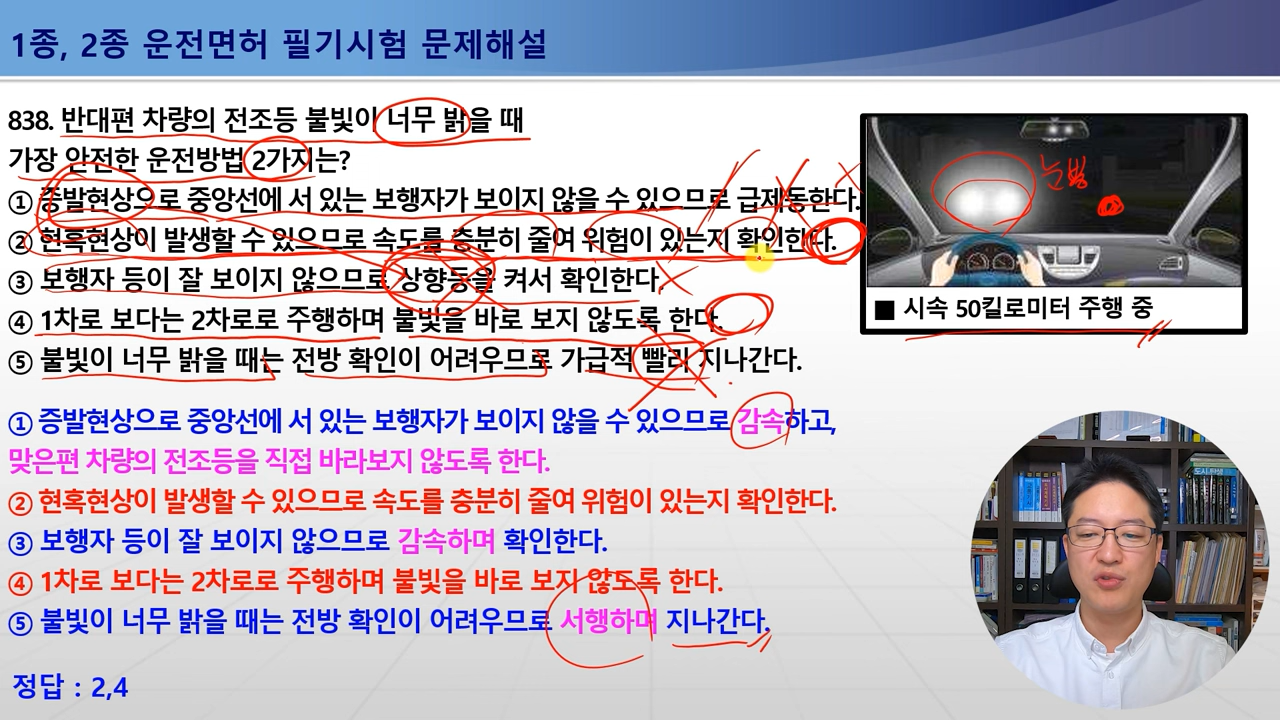 1종, 2종 운전면허 필기시험 문제해설
838. 반대편 차량의 전조등 불빛이 너무 밝을 때
가장 안전한 운전방법 2가지는?
① 증발현상으로 중앙선에 서 있는 보행자가 보이지 않을 수 있으므로 급제동한다.
② 현혹현상이 발생할 수 있으므로 속도를 충분히 줄여 위험이 있는지 확인한다.
③ 보행자 등이 잘 보이지 않으므로 상향등을 켜서 확인한다.
④ 1차로 보다는 2차로로 주행하며 불빛을 바로 보지 않도록 한다.
⑤ 불빛이 너무 밝을 때는 전방 확인이 어려우므로 가급적 빨리 지나간다.
눈뽕
■ 시속 50킬로미터 주행 중
① 증발현상으로 중앙선에 서 있는 보행자가 보이지 않을 수 있으므로 감속하고,
맞은편 차량의 전조등을 직접 바라보지 않도록 한다.
② 현혹현상이 발생할 수 있으므로 속도를 충분히 줄여 위험이 있는지 확인한다.
③ 보행자 등이 잘 보이지 않으므로 감속하며 확인한다.
④ 1차로 보다는 2차로로 주행하며 불빛을 바로 보지 않도록 한다.
⑤ 불빛이 너무 밝을 때는 전방 확인이 어려우므로 서행하며 지나간다.
정답 : 2,4